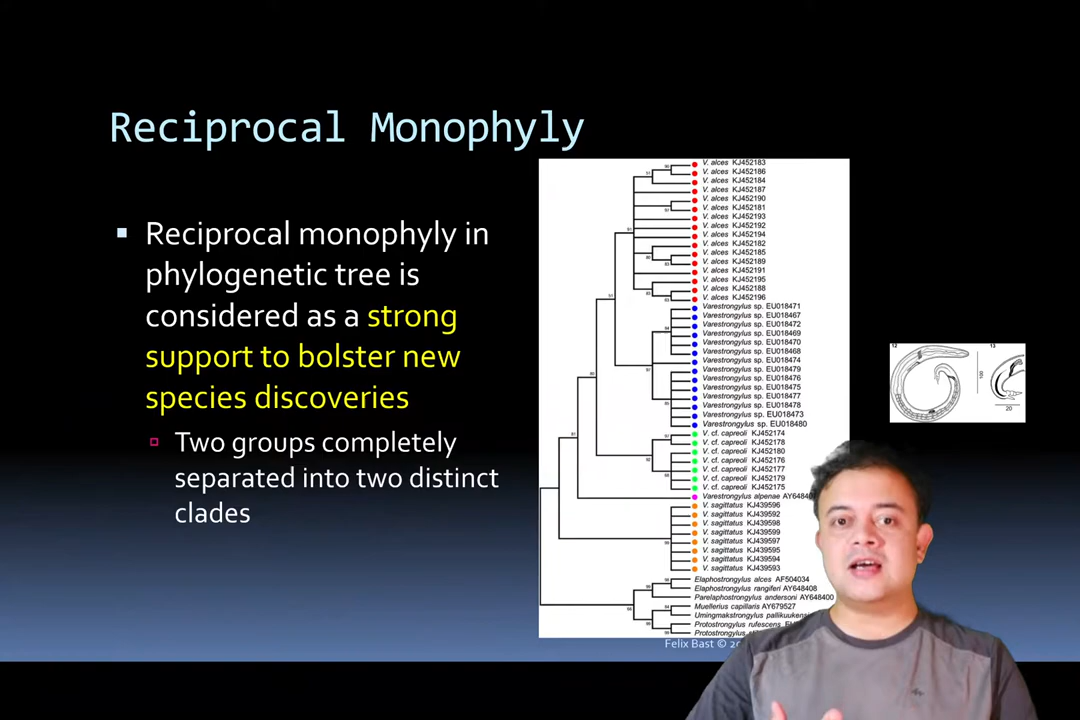 Reciprocal Monophyly
Reciprocal monophyly in
phylogenetic tree is
considered as a strong
support to bolster new
species discoveries
Two groups completely
separated into two distinct
clades
V. alces KJ452183
V. alces KJ452186
V. alces KJ452184
V. alces KJ452187
V. alces KJ452190
V. alces KJ452181
V. alces KJ452193
V. alces KJ452192
V. alces KJ452194
V. alces KJ452182
V. alces KJ452185
V. alces KJ452189
V. alces KJ452191
V. alces KJ452195
V. alces KJ452188
V. alces KJ452196
Varestrongylus sp. EU018471
Varestrongylus sp. EU018467
Varestrongylus sp. EU018472
Varestrongylus sp. EU018469
Varestrongylus sp. EU018470
Varestrongylus sp. EU018468
Varestrongylus sp. EU018474
Varestrongylus sp. EU018479
Varestrongylus sp. EU018476
Varestrongylus sp. EU018475
Varestrongylus sp. EU018477
Varestrongylus sp. EU018478
Varestrongylus sp. EU018473
Varestrongylus sp. EU018480
V. cf. capreoli KJ452174
V. cf. capreoli KJ452178
V. cf. capreoli KJ452180
V. cf. capreoli KJ452176
V. cf. capreoli KJ452177
V. cf. capreoli KJ452179
V. cf. capreoli KJ452175
Varestrongylus alpenae
V. sagittatus KJ439596
V. sagittatus KJ439592
V. sagittatus KJ439598
V. sagittatus KJ439599
V. sagittatus KJ439597
V. sagittatus KJ439595
V. sagittatus KJ439594
V. sagittatus KJ439593
Elaphostrongylus alces AF504034
Elaphostrongylus rangiferi AY648408
Parelaphostrongylus andersoni AY648400
Muellerius capillaris AY679527
Umingmakstrongylus
Protostrongylus rufescens
Protostrongylus
12 13
100
20
Felix Bast ©